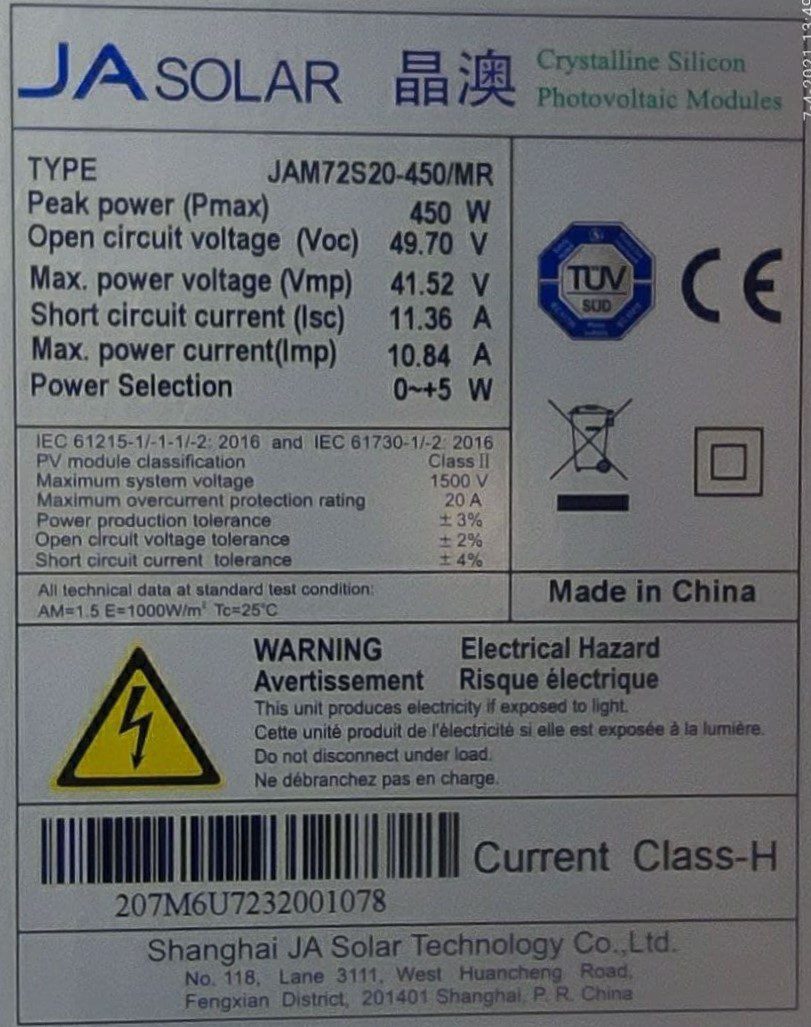 JA SOLAR 晶澳 Crystalline Silicon
Photovoltaic Modules
TYPE JAM72S20-450/MR
Peak power (Pmax) 450 W
Open circuit voltage (Voc) 49.70 V
Max. power voltage (Vmp) 41.52 V
Short circuit current (Isc) 11.36 A
Max. power current(Imp) 10.84 A
Power Selection 0~+5 W
TÜV
SÜD
CE
IEC 61215-1/-1-1/-2: 2016 and IEC 61730-1/-2: 2016
PV module classification Class II
Maximum system voltage 1500 V
Maximum overcurrent protection rating 20 A
Power production tolerance ± 3%
Open circuit voltage tolerance ± 2%
Short circuit current tolerance ± 4%
All technical data at standard test condition:
AM=1.5 E=1000W/m² Tc=25°C
Made in China
WARNING Electrical Hazard
Avertissement Risque électrique
This unit produces electricity if exposed to light.
Cette unité produit de l'électricité si elle est exposée à la lumière.
Do not disconnect under load.
Ne débranchez pas en charge.
Current Class-H
207M6U7232001078
Shanghai JA Solar Technology Co.,Ltd.
No. 118, Lane 3111, West Huancheng Road,
Fengxian District, 201401 Shanghai, P. R. China